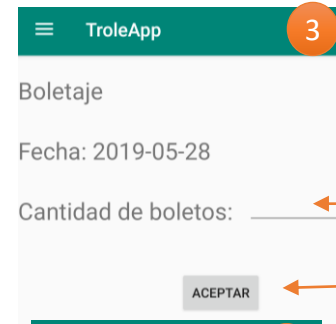 TroleApp
3
Boletaje
Fecha: 2019-05-28
Cantidad de boletos:
ACEPTAR